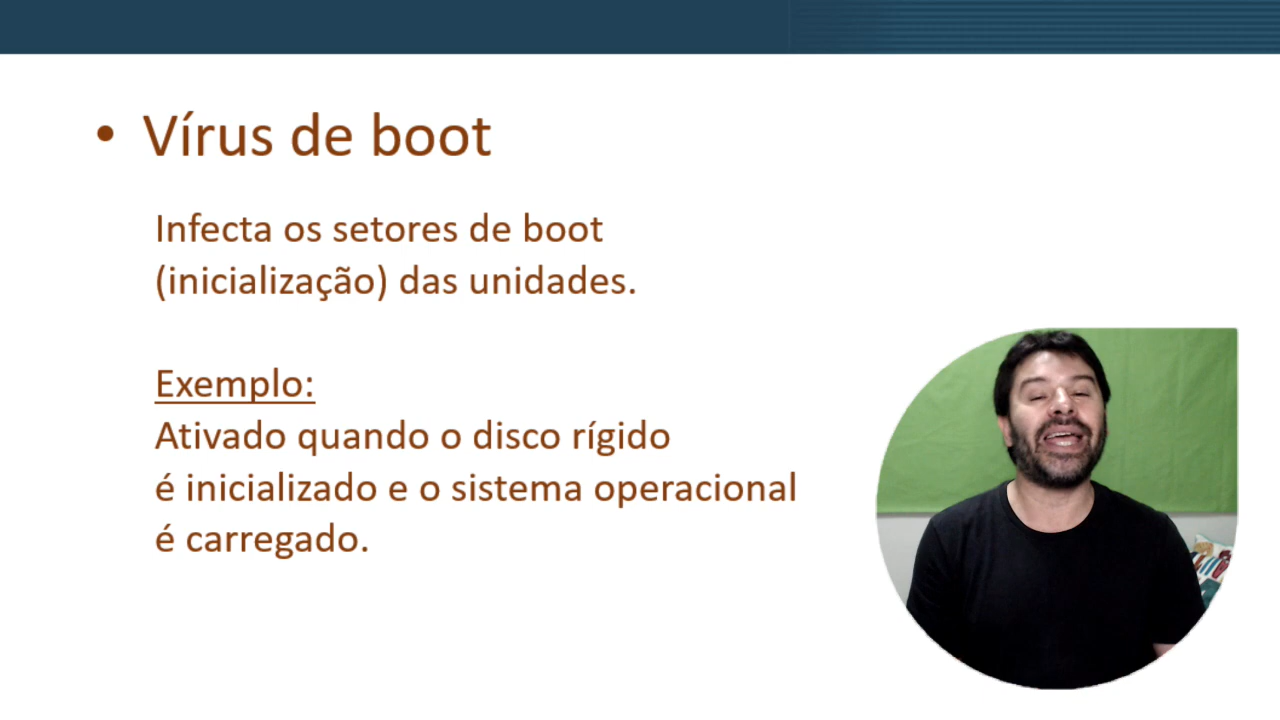 • Vírus de boot
Infecta os setores de boot
(inicialização) das unidades.
Exemplo:
Ativado quando o disco rígido
é inicializado e o sistema operacional
é carregado.